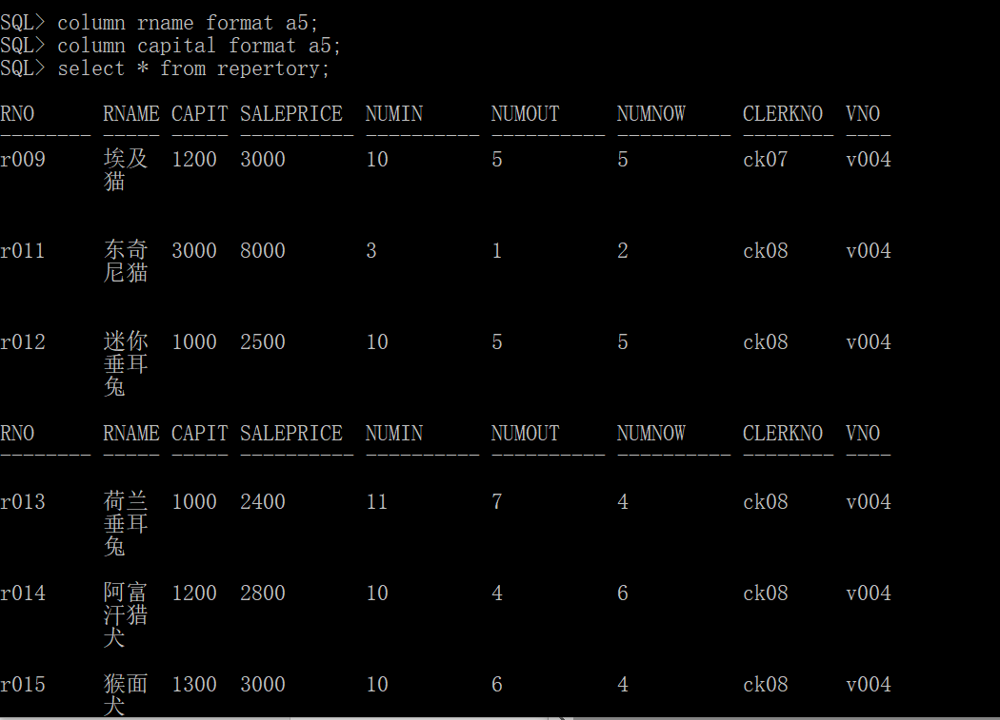 SQL> column rname format a5;
SQL> column capital format a5;
SQL> select * from repertory;
RNO RNAME CAPIT SALEPRICE NUMIN NUMOUT NUMNOW CLERKNO VNO
-------- ----- ----- ---------- ---------- ---------- ---------- -------- ----
r009 埃及 1200 3000 10 5 5 ck07 v004
猫
r011 东奇 3000 8000 3 1 2 ck08 v004
尼猫
r012 迷你 1000 2500 10 5 5 ck08 v004
垂耳
兔
RNO RNAME CAPIT SALEPRICE NUMIN NUMOUT NUMNOW CLERKNO VNO
-------- ----- ----- ---------- ---------- ---------- ---------- -------- ----
r013 荷兰 1000 2400 11 7 4 ck08 v004
垂耳
兔
r014 阿富 1200 2800 10 4 6 ck08 v004
汗猎
犬
r015 猴面 1300 3000 10 6 4 ck08 v004
犬